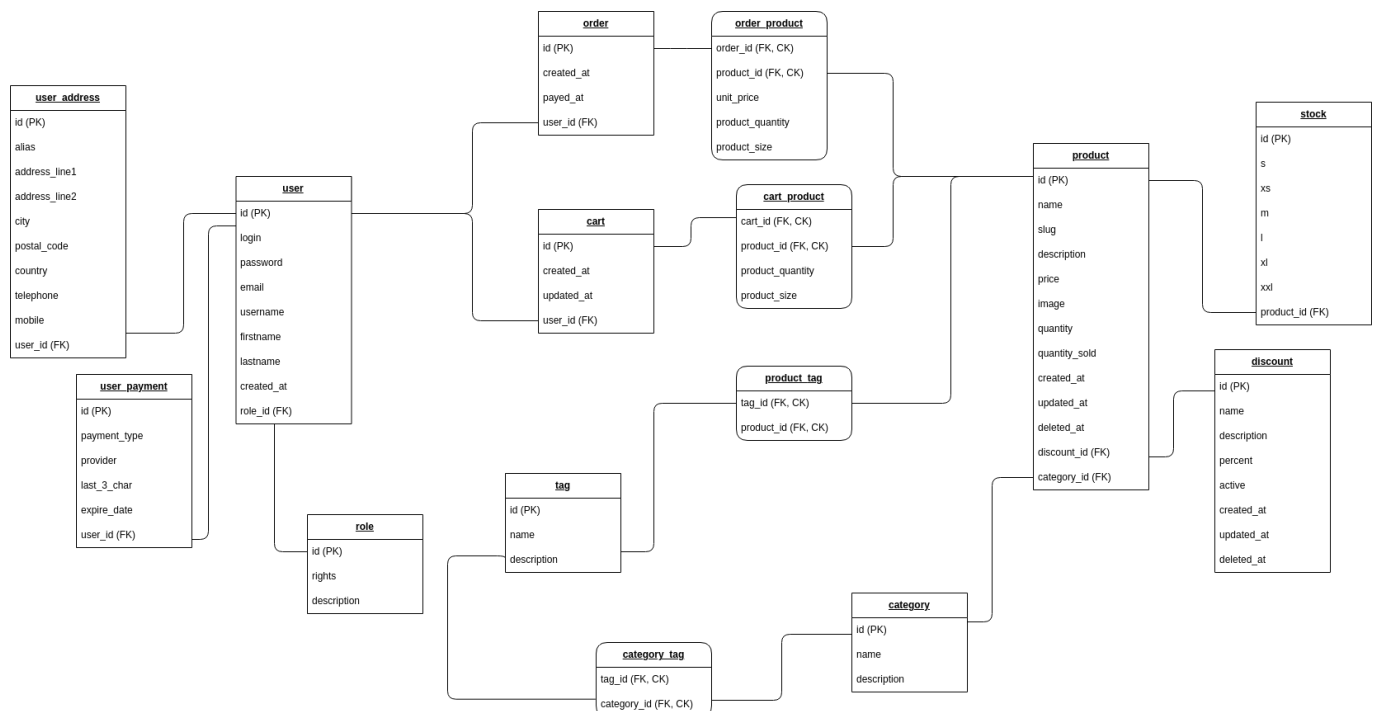 order
id (PK)
created_at
payed_at
user_id (FK)
order_product
order_id (FK, CK)
product_id (FK, CK)
unit_price
product_quantity
product_size
user_address
id (PK)
alias
address_line1
address_line2
city
postal_code
country
telephone
mobile
user_id (FK)
user
id (PK)
login
password
email
username
firstname
lastname
created_at
role_id (FK)
cart
id (PK)
created_at
updated_at
user_id (FK)
cart_product
cart_id (FK, CK)
product_id (FK, CK)
product_quantity
product_size
product
id (PK)
name
slug
description
price
image
quantity
quantity_sold
created_at
updated_at
deleted_at
discount_id (FK)
category_id (FK)
stock
id (PK)
s
xs
m
l
xl
xxl
product_id (FK)
user_payment
id (PK)
payment_type
provider
last_3_char
expire_date
user_id (FK)
product_tag
tag_id (FK, CK)
product_id (FK, CK)
discount
id (PK)
name
description
percent
active
created_at
updated_at
deleted_at
tag
id (PK)
name
description
role
id (PK)
rights
description
category
id (PK)
name
description
category_tag
tag_id (FK, CK)
category_id (FK, CK)